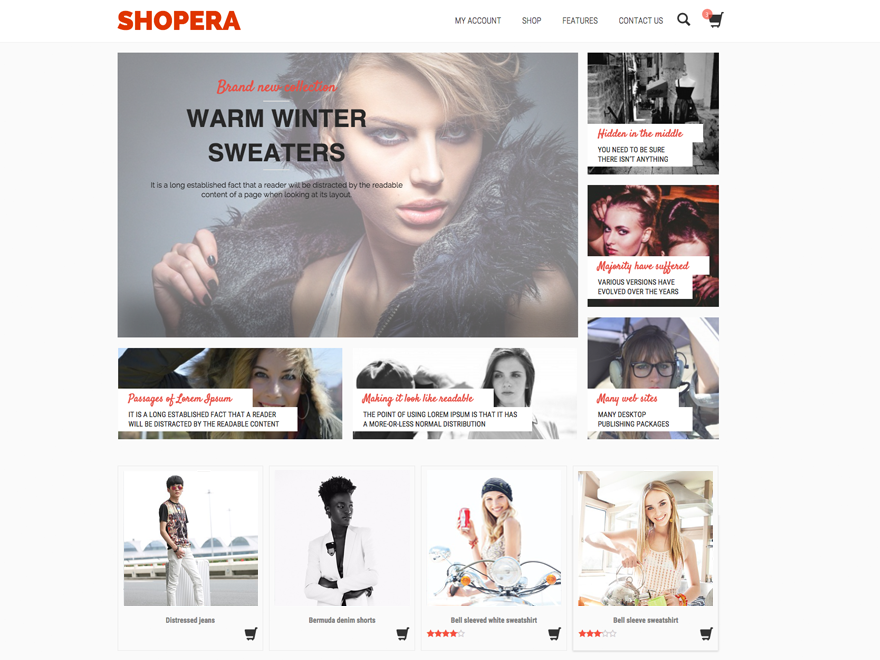 SHOPERA
MY ACCOUNT
SHOP
FEATURES
CONTACT US
Brand new collection
WARM WINTER
SWEATERS
It is a long established fact that a reader will be distracted by the readable
content of a page when looking at its layout.
Hidden in the middle
YOU NEED TO BE SURE
THERE ISN'T ANYTHING
Majority have suffered
VARIOUS VERSIONS HAVE
EVOLVED OVER THE YEARS
Many web sites
MANY DESKTOP
PUBLISHING PACKAGES
Passages of Lorem Ipsum
IT IS A LONG ESTABLISHED FACT THAT A READER
WILL BE DISTRACTED BY THE READABLE CONTENT
Making it look like readable
THE POINT OF USING LOREM IPSUM IS THAT IT HAS
A MORE-OR-LESS NORMAL DISTRIBUTION
Distressed jeans
Bermuda denim shorts
Bell sleeved white sweatshirt
Bell sleeve sweatshirt